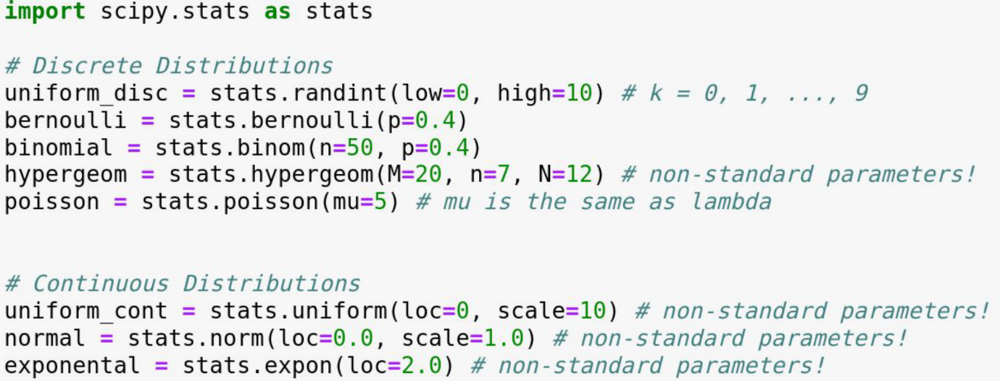 import scipy.stats as stats
# Discrete Distributions
uniform_disc = stats.randint(low=0, high=10) # k = 0, 1, ..., 9
bernoulli = stats.bernoulli(p=0.4)
binomial = stats.binom(n=50, p=0.4)
hypergeom = stats.hypergeom(M=20, n=7, N=12) # non-standard parameters!
poisson = stats.poisson(mu=5) # mu is the same as lambda
# Continuous Distributions
uniform_cont = stats.uniform(loc=0, scale=10) # non-standard parameters!
normal = stats.norm(loc=0.0, scale=1.0) # non-standard parameters!
exponental = stats.expon(loc=2.0) # non-standard parameters!